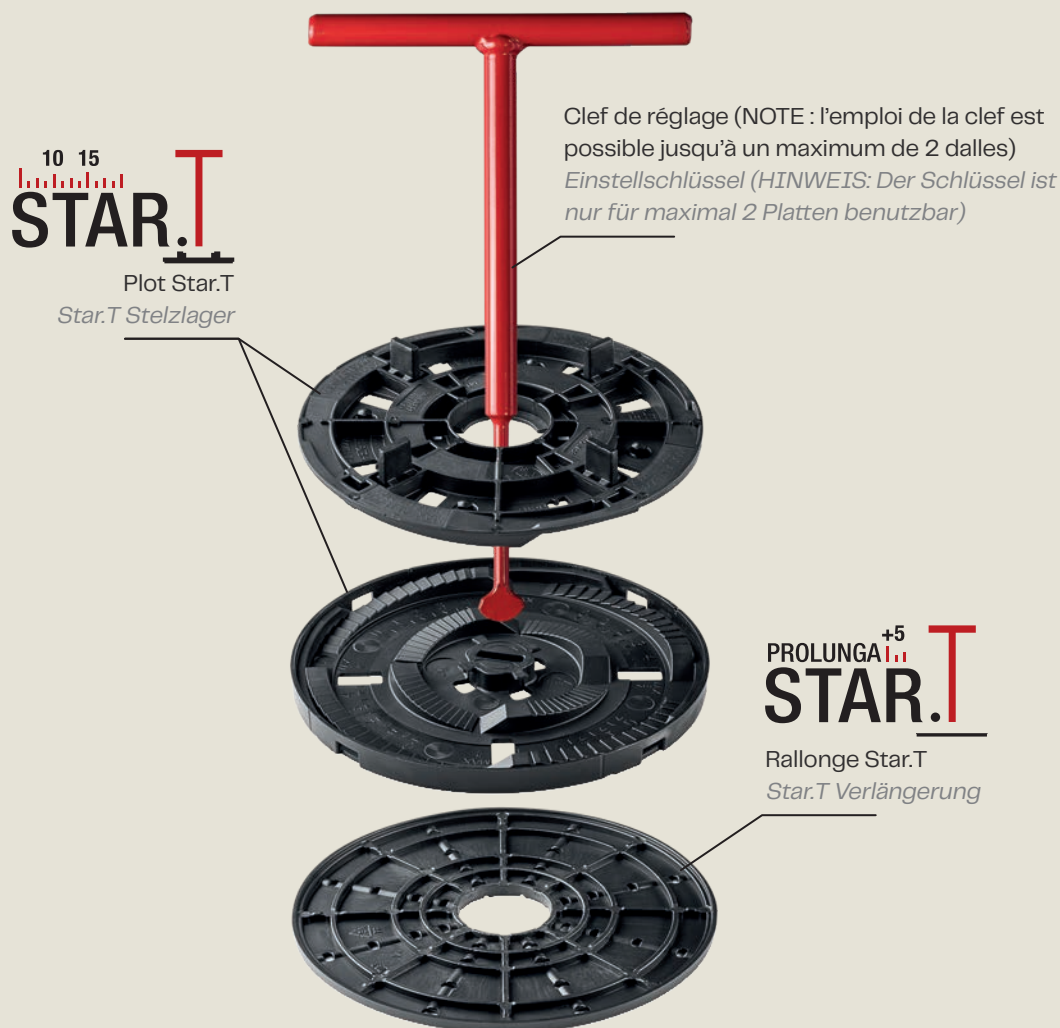 10 15
STAR.T
Plot Star.T
Star.T Stelzlager
Clef de réglage (NOTE : l'emploi de la clef est
possible jusqu'à un maximum de 2 dalles)
Einstellschlüssel (HINWEIS: Der Schlüssel ist
nur für maximal 2 Platten benutzbar)
PROLUNGA +5
STAR.T
Rallonge Star.T
Star.T Verlängerung